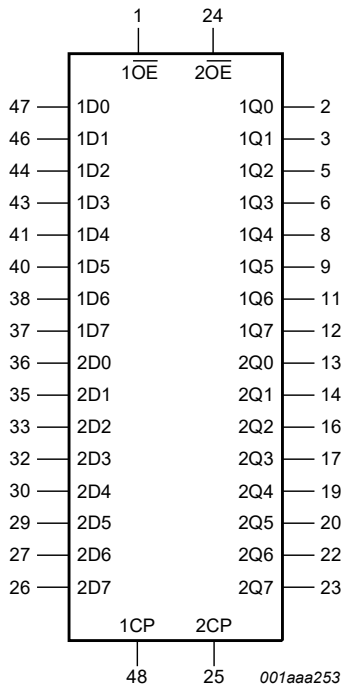 1 24
1O̅E̅ 2O̅E̅
47 1D0 1Q0 2
46 1D1 1Q1 3
44 1D2 1Q2 5
43 1D3 1Q3 6
41 1D4 1Q4 8
40 1D5 1Q5 9
38 1D6 1Q6 11
37 1D7 1Q7 12
36 2D0 2Q0 13
35 2D1 2Q1 14
33 2D2 2Q2 16
32 2D3 2Q3 17
30 2D4 2Q4 19
29 2D5 2Q5 20
27 2D6 2Q6 22
26 2D7 2Q7 23
1CP 2CP
48 25 001aaa253